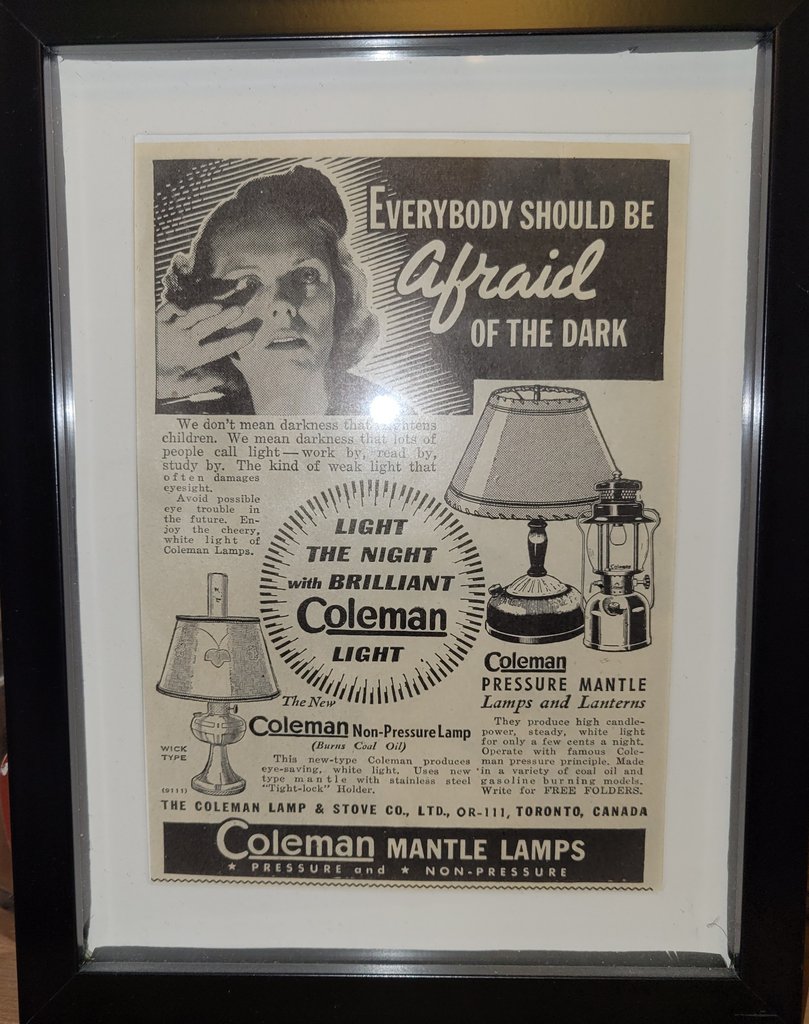 EVERYBODY SHOULD BE
Afraid
OF THE DARK
We don't mean darkness that frightens
children. We mean darkness that lots of
people call light—work by, read by,
study by. The kind of weak light that
often damages
eyesight.
Avoid possible
eye trouble in
the future. En-
joy the cheery,
white light of
Coleman Lamps.
LIGHT
THE NIGHT
with BRILLIANT
Coleman
LIGHT
WICK
TYPE
(9111)
The New
Coleman Non-Pressure Lamp
(Burns Coal Oil)
This new-type Coleman produces
eye-saving, white light. Uses new
type mantle with stainless steel
"Tight-lock" Holder.
Coleman
PRESSURE MANTLE
Lamps and Lanterns
They produce high candle-
power, steady, white light
for only a few cents a night.
Operate with famous Cole-
man pressure principle. Made
in a variety of coal oil and
gasoline burning models.
Write for FREE FOLDERS.
THE COLEMAN LAMP & STOVE CO., LTD., OR-111, TORONTO, CANADA
Coleman MANTLE LAMPS
★ PRESSURE and ★ NON-PRESSURE